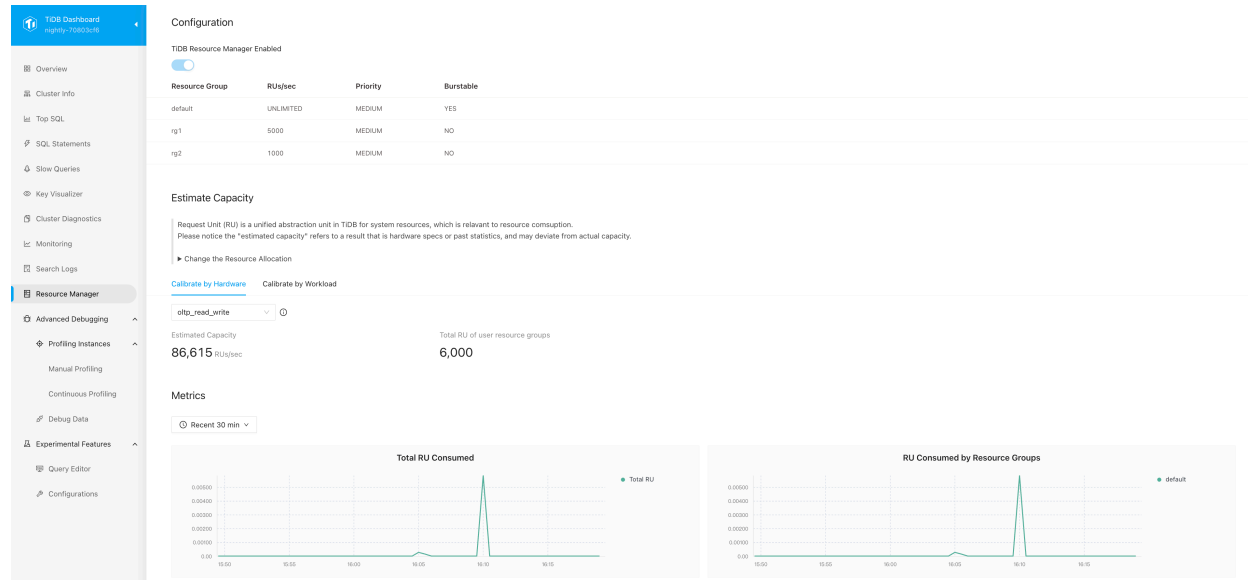 TiDB Dashboard
nightly-70803cf6
Overview
Cluster Info
Top SQL
SQL Statements
Slow Queries
Key Visualizer
Cluster Diagnostics
Monitoring
Search Logs
Resource Manager
Advanced Debugging
Profiling Instances
Manual Profiling
Continuous Profiling
Debug Data
Experimental Features
Query Editor
Configurations
Configuration
TiDB Resource Manager Enabled
Resource Group RUs/sec Priority Burstable
default UNLIMITED MEDIUM YES
rg1 5000 MEDIUM NO
rg2 1000 MEDIUM NO
Estimate Capacity
Request Unit (RU) is a unified abstraction unit in TiDB for system resources, which is relavant to resource comsuption.
Please notice the "estimated capacity" refers to a result that is hardware specs or past statistics, and may deviate from actual capacity.
Change the Resource Allocation
Calibrate by Hardware Calibrate by Workload
oltp_read_write
Estimated Capacity Total RU of user resource groups
86,615 RUs/sec 6,000
Metrics
Recent 30 min
Total RU Consumed
Total RU
0.00500
0.00400
0.00300
0.00200
0.00100
0.00
15:50 15:55 16:00 16:05 16:10 16:15
RU Consumed by Resource Groups
default
0.00500
0.00400
0.00300
0.00200
0.00100
0.00
15:50 15:55 16:00 16:05 16:10 16:15